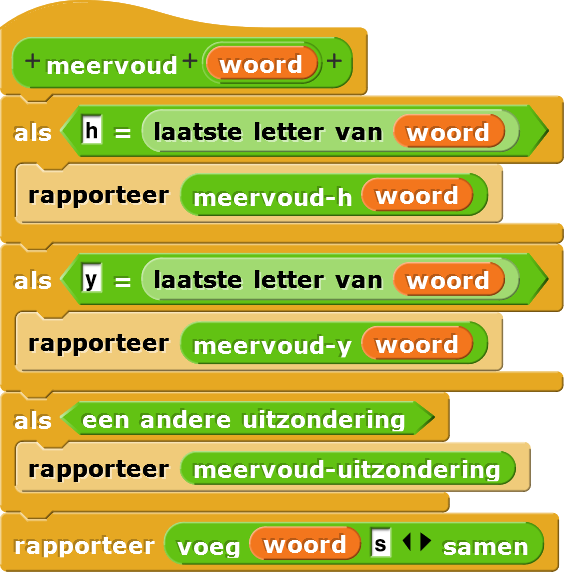 + meervoud + woord +
als h = laatste letter van woord
rapporteer meervoud-h woord
als y = laatste letter van woord
rapporteer meervoud-y woord
als een andere uitzondering
rapporteer meervoud-uitzondering
rapporteer voeg woord s samen